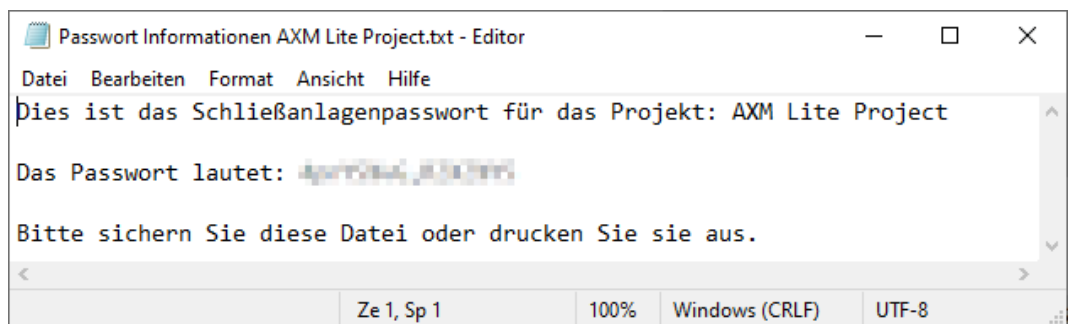 Passwort Informationen AXM Lite Project.txt - Editor
Datei Bearbeiten Format Ansicht Hilfe
Dies ist das Schließanlagenpasswort für das Projekt: AXM Lite Project
Das Passwort lautet:
Bitte sichern Sie diese Datei oder drucken Sie sie aus.
Ze 1, Sp 1 100% Windows (CRLF) UTF-8